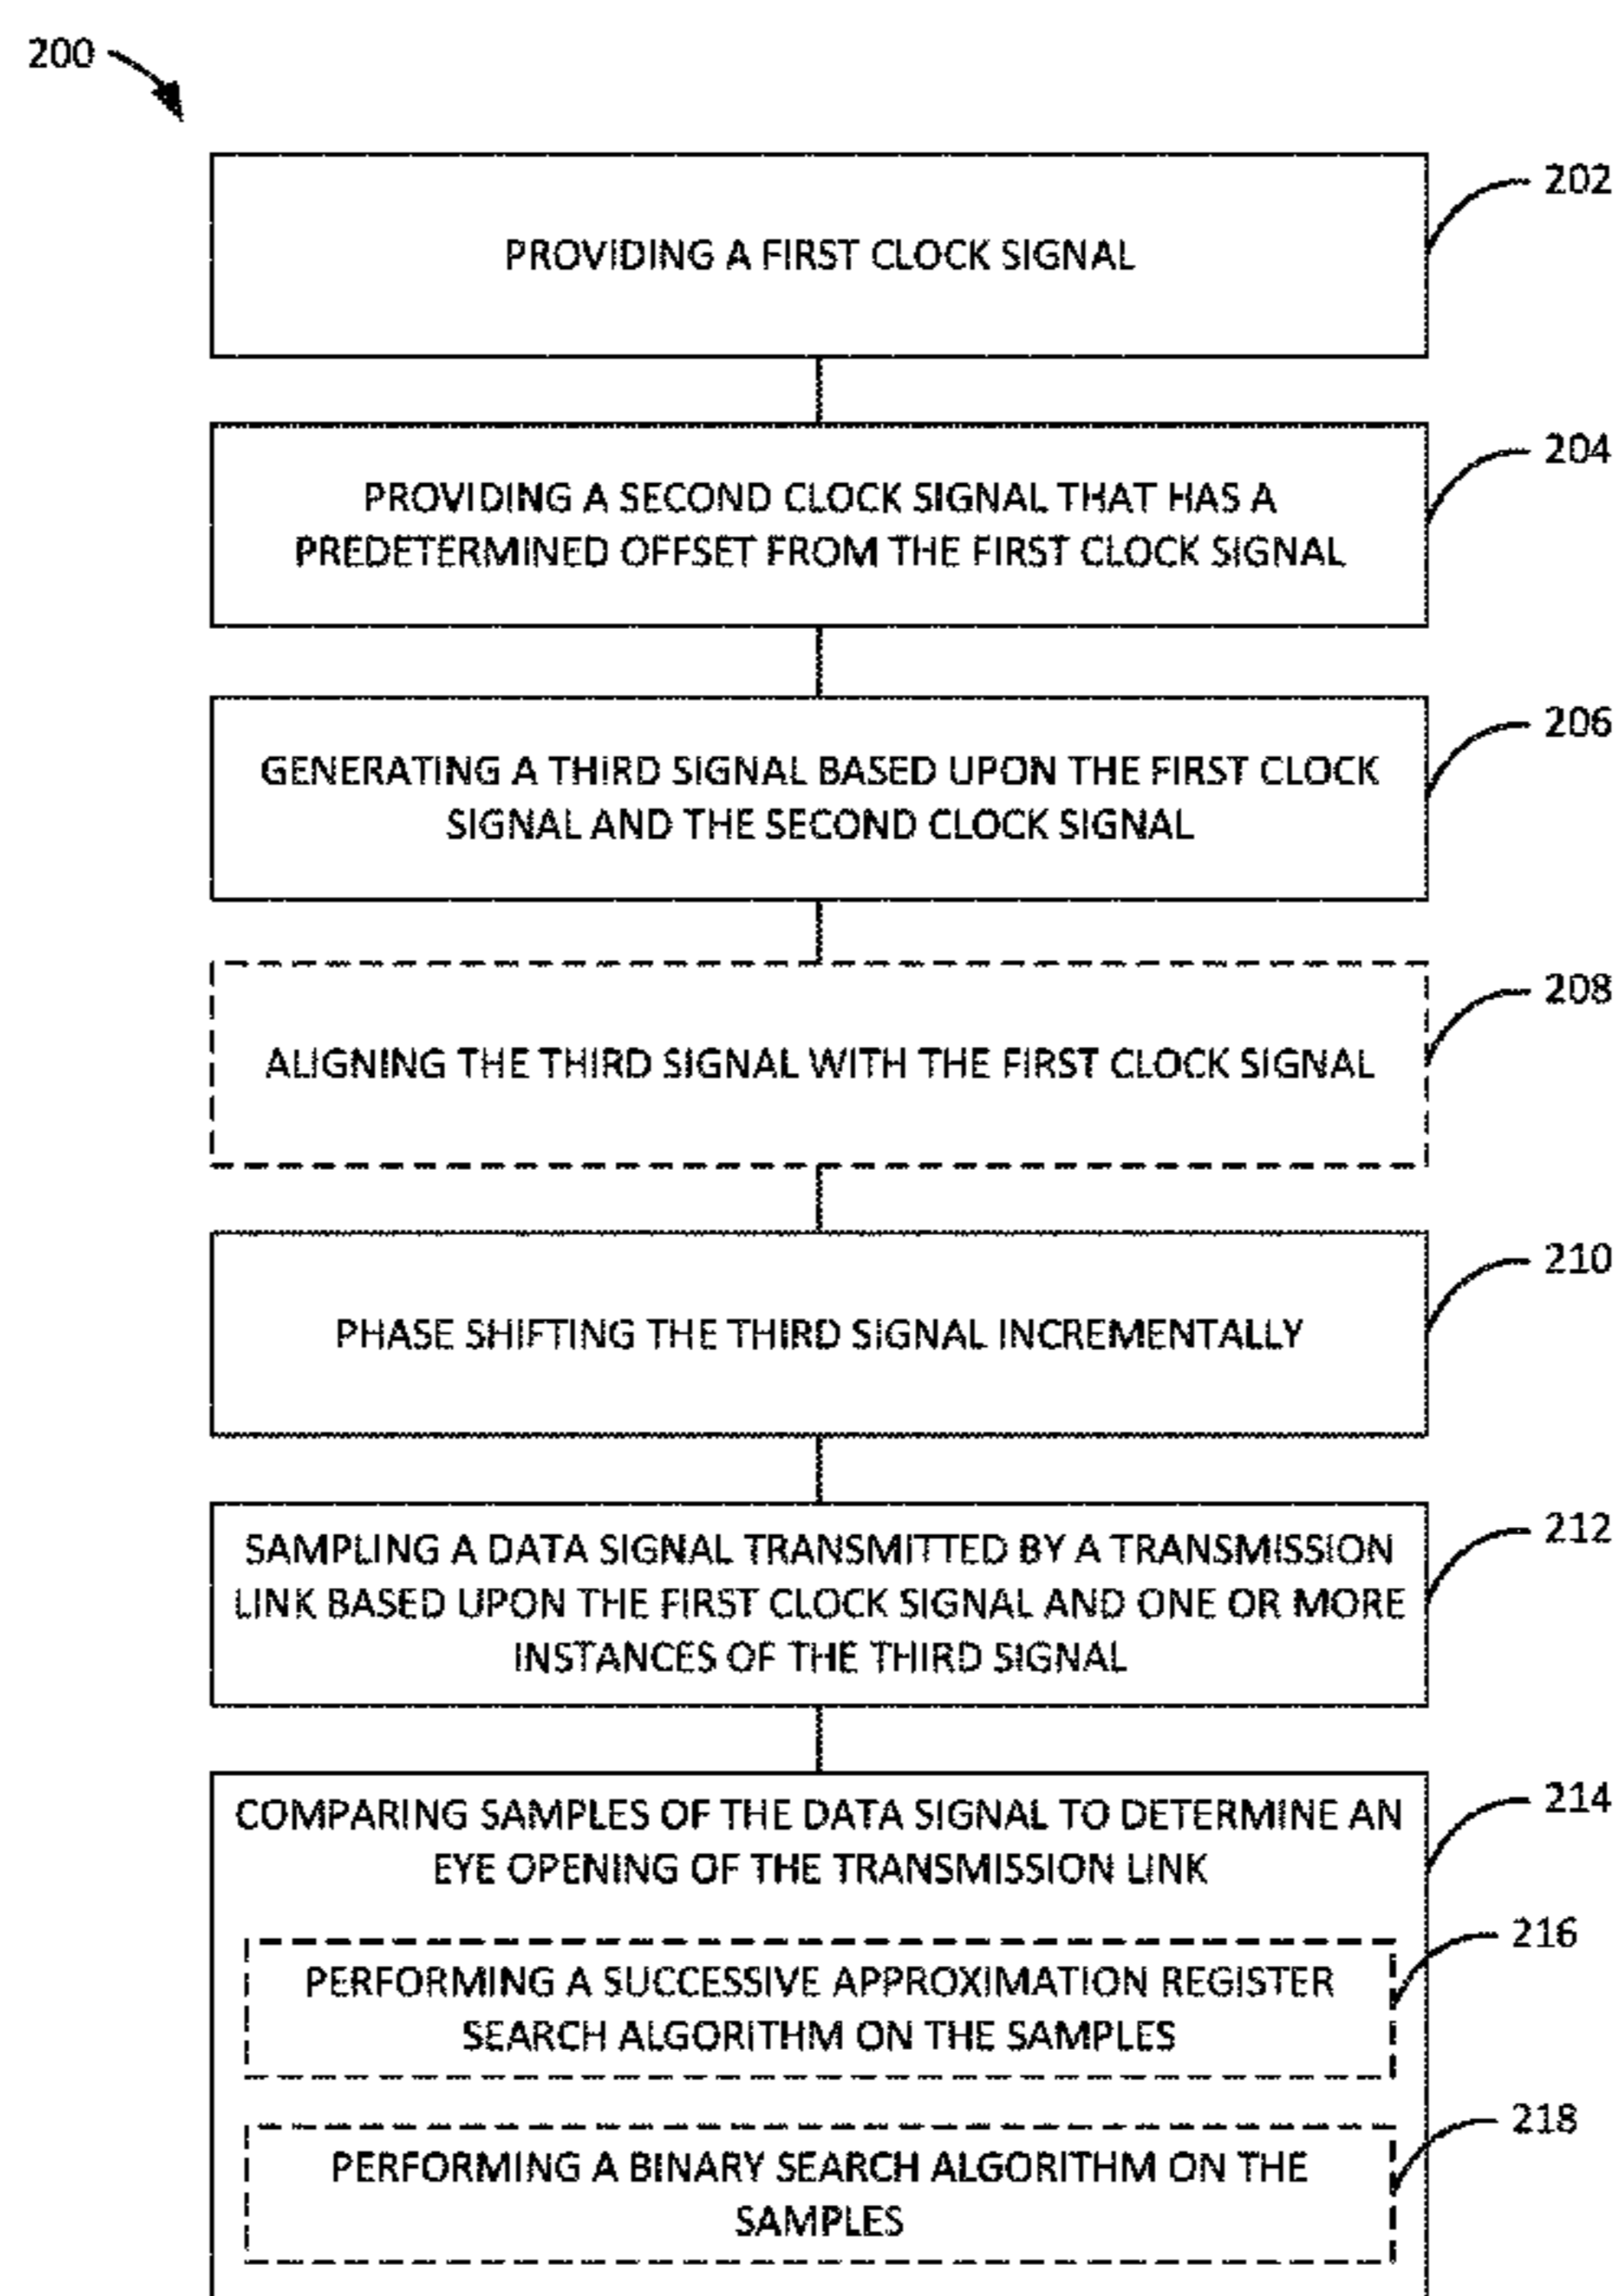 200
202
PROVIDING A FIRST CLOCK SIGNAL
204
PROVIDING A SECOND CLOCK SIGNAL THAT HAS A
PREDETERMINED OFFSET FROM THE FIRST CLOCK SIGNAL
206
GENERATING A THIRD SIGNAL BASED UPON THE FIRST CLOCK
SIGNAL AND THE SECOND CLOCK SIGNAL
208
ALIGNING THE THIRD SIGNAL WITH THE FIRST CLOCK SIGNAL
210
PHASE SHIFTING THE THIRD SIGNAL INCREMENTALLY
212
SAMPLING A DATA SIGNAL TRANSMITTED BY A TRANSMISSION
LINK BASED UPON THE FIRST CLOCK SIGNAL AND ONE OR MORE
INSTANCES OF THE THIRD SIGNAL
214
COMPARING SAMPLES OF THE DATA SIGNAL TO DETERMINE AN
EYE OPENING OF THE TRANSMISSION LINK
216
PERFORMING A SUCCESSIVE APPROXIMATION REGISTER
SEARCH ALGORITHM ON THE SAMPLES
218
PERFORMING A BINARY SEARCH ALGORITHM ON THE
SAMPLES